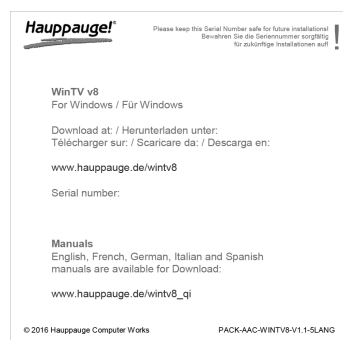 Hauppauge!®
Please keep this Serial Number safe for future installations!
Bewahren Sie die Seriennummer sorgfältig
für zukünftige Installationen auf!
!
WinTV v8
For Windows / Für Windows
Download at: / Herunterladen unter:
Télécharger sur: / Scaricare da: / Descarga en:
www.hauppauge.de/wintv8
Serial number:
Manuals
English, French, German, Italian and Spanish
manuals are available for Download:
www.hauppauge.de/wintv8_qi
© 2016 Hauppauge Computer Works
PACK-AAC-WINTV8-V1.1-5LANG